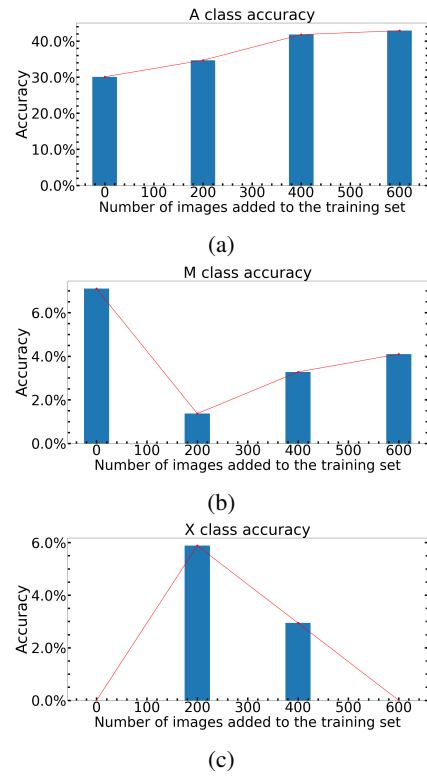 A class accuracy
40.0%
30.0%
20.0%
10.0%
0.0%
Accuracy
0 100 200 300 400 500 600
Number of images added to the training set
(a)
M class accuracy
6.0%
4.0%
2.0%
0.0%
Accuracy
0 100 200 300 400 500 600
Number of images added to the training set
(b)
X class accuracy
6.0%
4.0%
2.0%
0.0%
Accuracy
0 100 200 300 400 500 600
Number of images added to the training set
(c)